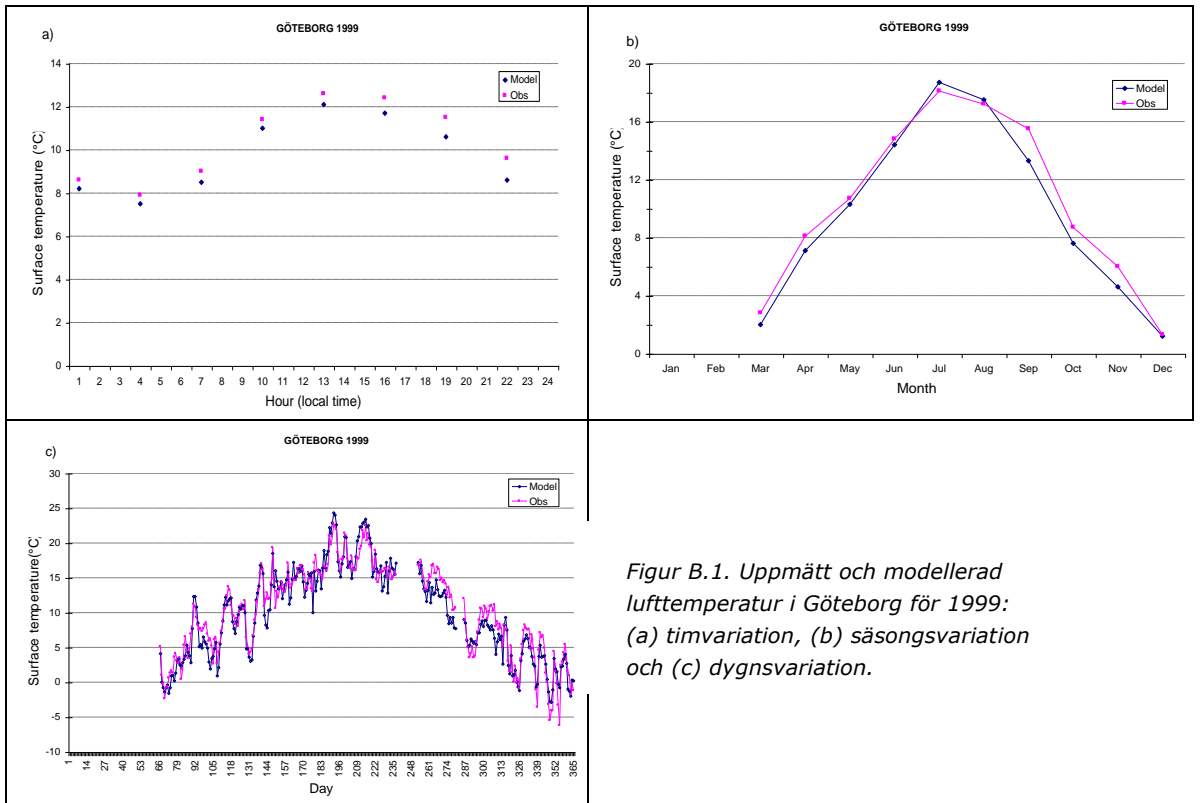 a)
GÖTEBORG 1999
Surface temperature (°C)
14
12
10
8
6
4
2
0
Model
Obs
1 2 3 4 5 6 7 8 9 10 11 12 13 14 15 16 17 18 19 20 21 22 23 24
Hour (local time)
b)
GÖTEBORG 1999
Surface temperature (°C)
20
16
12
8
4
0
Model
Obs
Jan Feb Mar Apr May Jun Jul Aug Sep Oct Nov Dec
Month
c)
GÖTEBORG 1999
Surface temperature(°C)
30
25
20
15
10
5
0
-5
-10
Model
Obs
1 14 27 40 53 66 79 92 105 118 131 144 157 170 183 196 209 222 235 248 261 274 287 300 313 326 339 352 365
Day
Figur B.1. Uppmätt och modellerad
lufttemperatur i Göteborg för 1999:
(a) timvariation, (b) säsongsvariation
och (c) dygnsvariation.